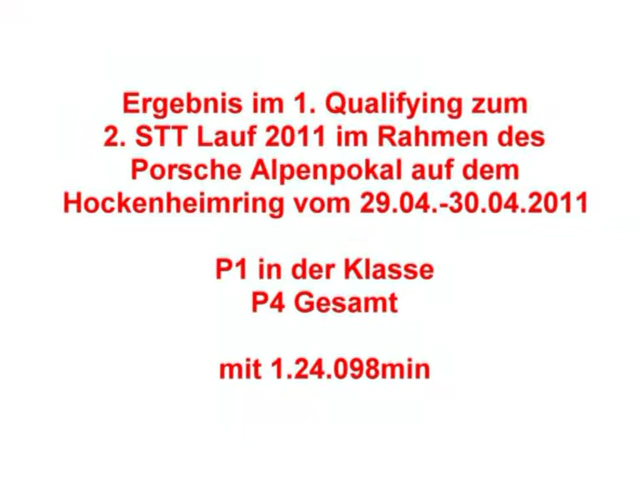 Ergebnis im 1. Qualifying zum
2. STT Lauf 2011 im Rahmen des
Porsche Alpenpokal auf dem
Hockenheimring vom 29.04.-30.04.2011
P1 in der Klasse
P4 Gesamt
mit 1.24.098min